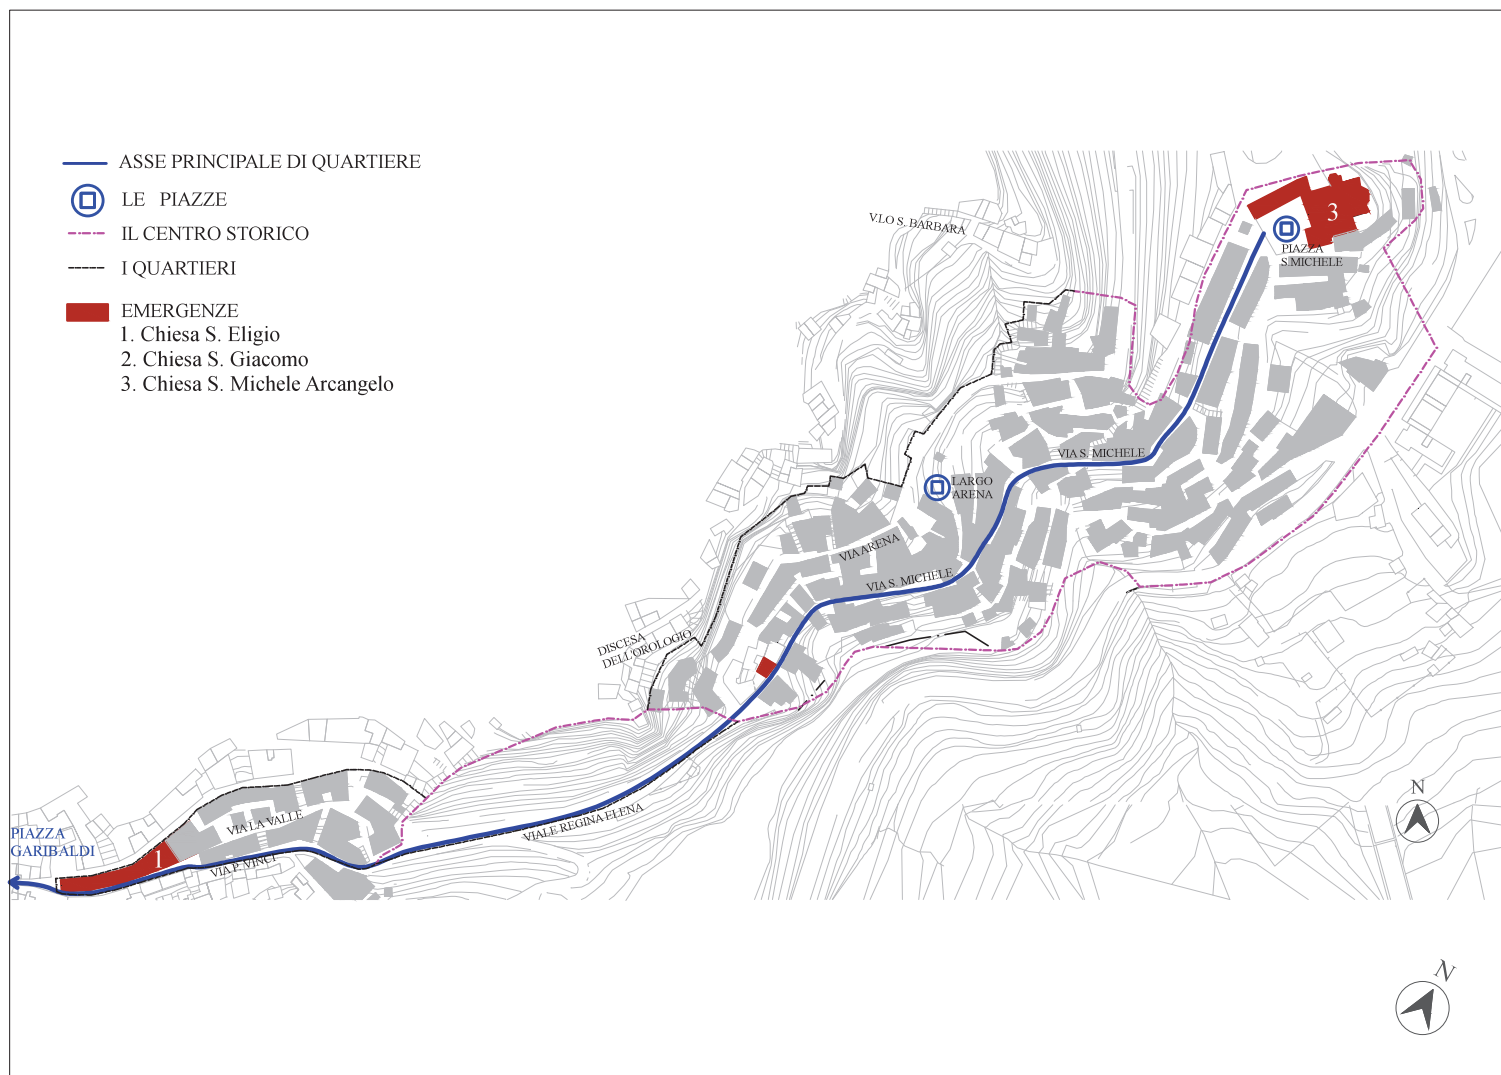 ASSE PRINCIPALE DI QUARTIERE
LE PIAZZE
IL CENTRO STORICO
I QUARTIERI
EMERGENZE
1. Chiesa S. Eligio
2. Chiesa S. Giacomo
3. Chiesa S. Michele Arcangelo
V.LO S. BARBARA
3
PIAZZA
S.MICHELE
VIA S. MICHELE
LARGO
ARENA
VIA ARENA
VIA S. MICHELE
DISCESA
DELL'OROLOGIO
VIALE REGINA ELENA
VIA LA VALLE
PIAZZA
GARIBALDI
1
VIA P. VINCI
N
N